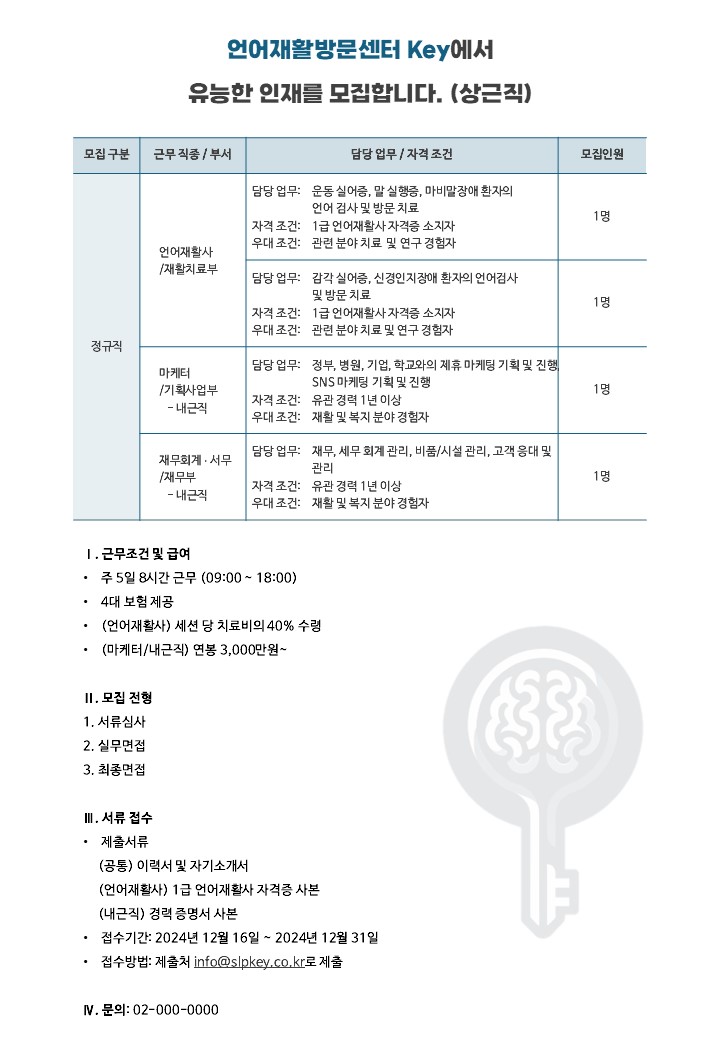 언어재활방문센터 Key에서
유능한 인재를 모집합니다. (상근직)
모집 구분 근무 직종 / 부서 담당 업무 / 자격 조건 모집인원
정규직
언어재활사
/재활치료부
담당 업무: 운동 실어증, 말 실행증, 마비말장애 환자의
언어 검사 및 방문 치료
자격 조건: 1급 언어재활사 자격증 소지자
우대 조건: 관련 분야 치료 및 연구 경험자
1명
담당 업무: 감각 실어증, 신경인지장애 환자의 언어검사
및 방문 치료
자격 조건: 1급 언어재활사 자격증 소지자
우대 조건: 관련 분야 치료 및 연구 경험자
1명
마케터
/기획사업부
- 내근직
담당 업무: 정부, 병원, 기업, 학교와의 제휴 마케팅 기획 및 진행,
SNS 마케팅 기획 및 진행
자격 조건: 유관 경력 1년 이상
우대 조건: 재활 및 복지 분야 경험자
1명
재무회계 · 서무
/재무부
- 내근직
담당 업무: 재무, 세무 회계 관리, 비품/시설 관리, 고객 응대 및
관리
자격 조건: 유관 경력 1년 이상
우대 조건: 재활 및 복지 분야 경험자
1명
Ⅰ. 근무조건 및 급여
• 주 5일 8시간 근무 (09:00 ~ 18:00)
• 4대 보험 제공
• (언어재활사) 세션 당 치료비의 40% 수령
• (마케터/내근직) 연봉 3,000만원~
Ⅱ. 모집 전형
1. 서류심사
2. 실무면접
3. 최종면접
Ⅲ. 서류 접수
• 제출서류
(공통) 이력서 및 자기소개서
(언어재활사) 1급 언어재활사 자격증 사본
(내근직) 경력 증명서 사본
• 접수기간: 2024년 12월 16일 ~ 2024년 12월 31일
• 접수방법: 제출처 info@slpkey.co.kr로 제출
Ⅳ. 문의: 02-000-0000